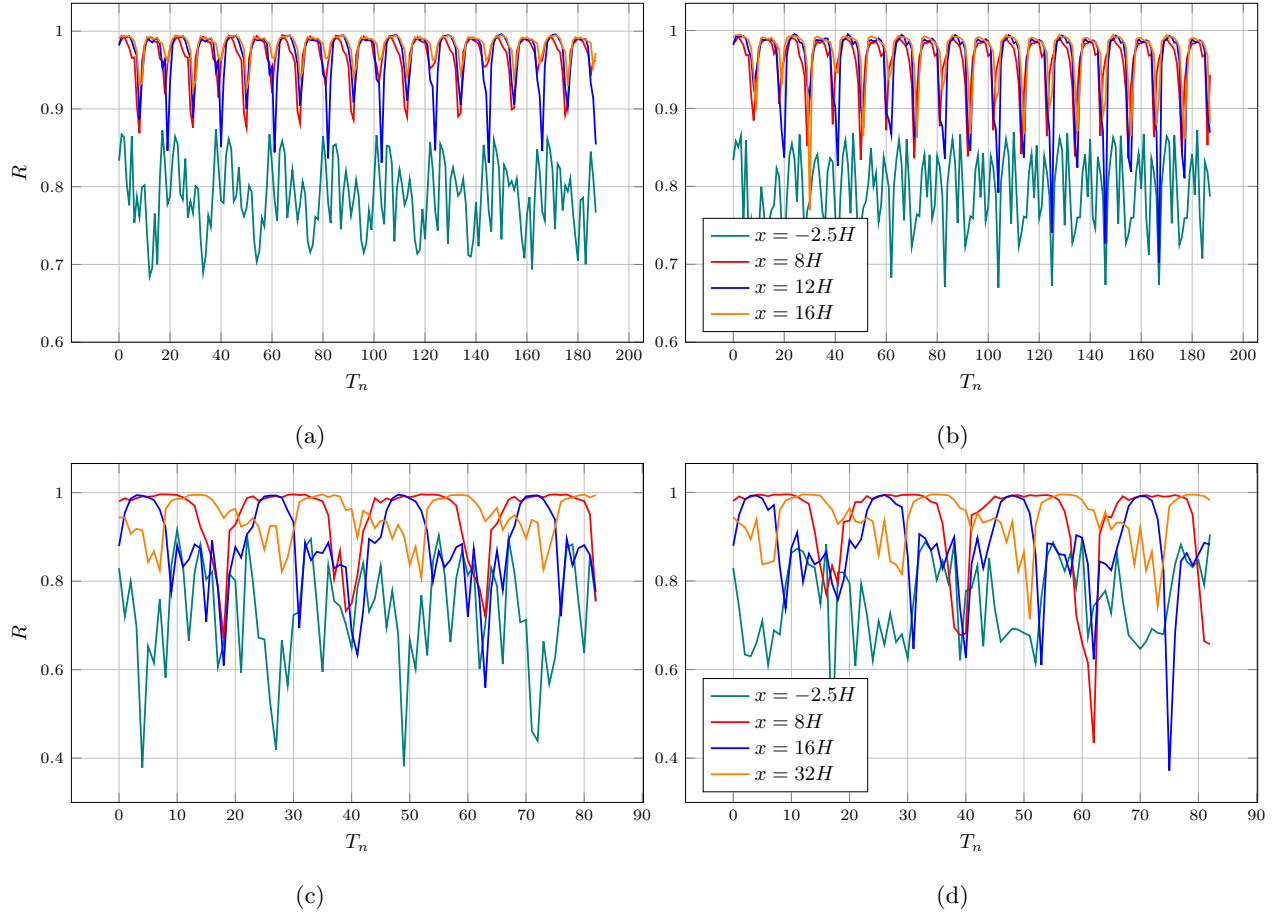 1
0.9
0.8
0.7
0.6
R
0 20 40 60 80 100 120 140 160 180 200
T_n
(a)
1
0.9
0.8
0.7
0.6
0 20 40 60 80 100 120 140 160 180 200
T_n
x = −2.5H
x = 8H
x = 12H
x = 16H
(b)
1
0.8
0.6
0.4
R
0 10 20 30 40 50 60 70 80 90
T_n
(c)
1
0.8
0.6
0.4
0 10 20 30 40 50 60 70 80 90
T_n
x = −2.5H
x = 8H
x = 16H
x = 32H
(d)